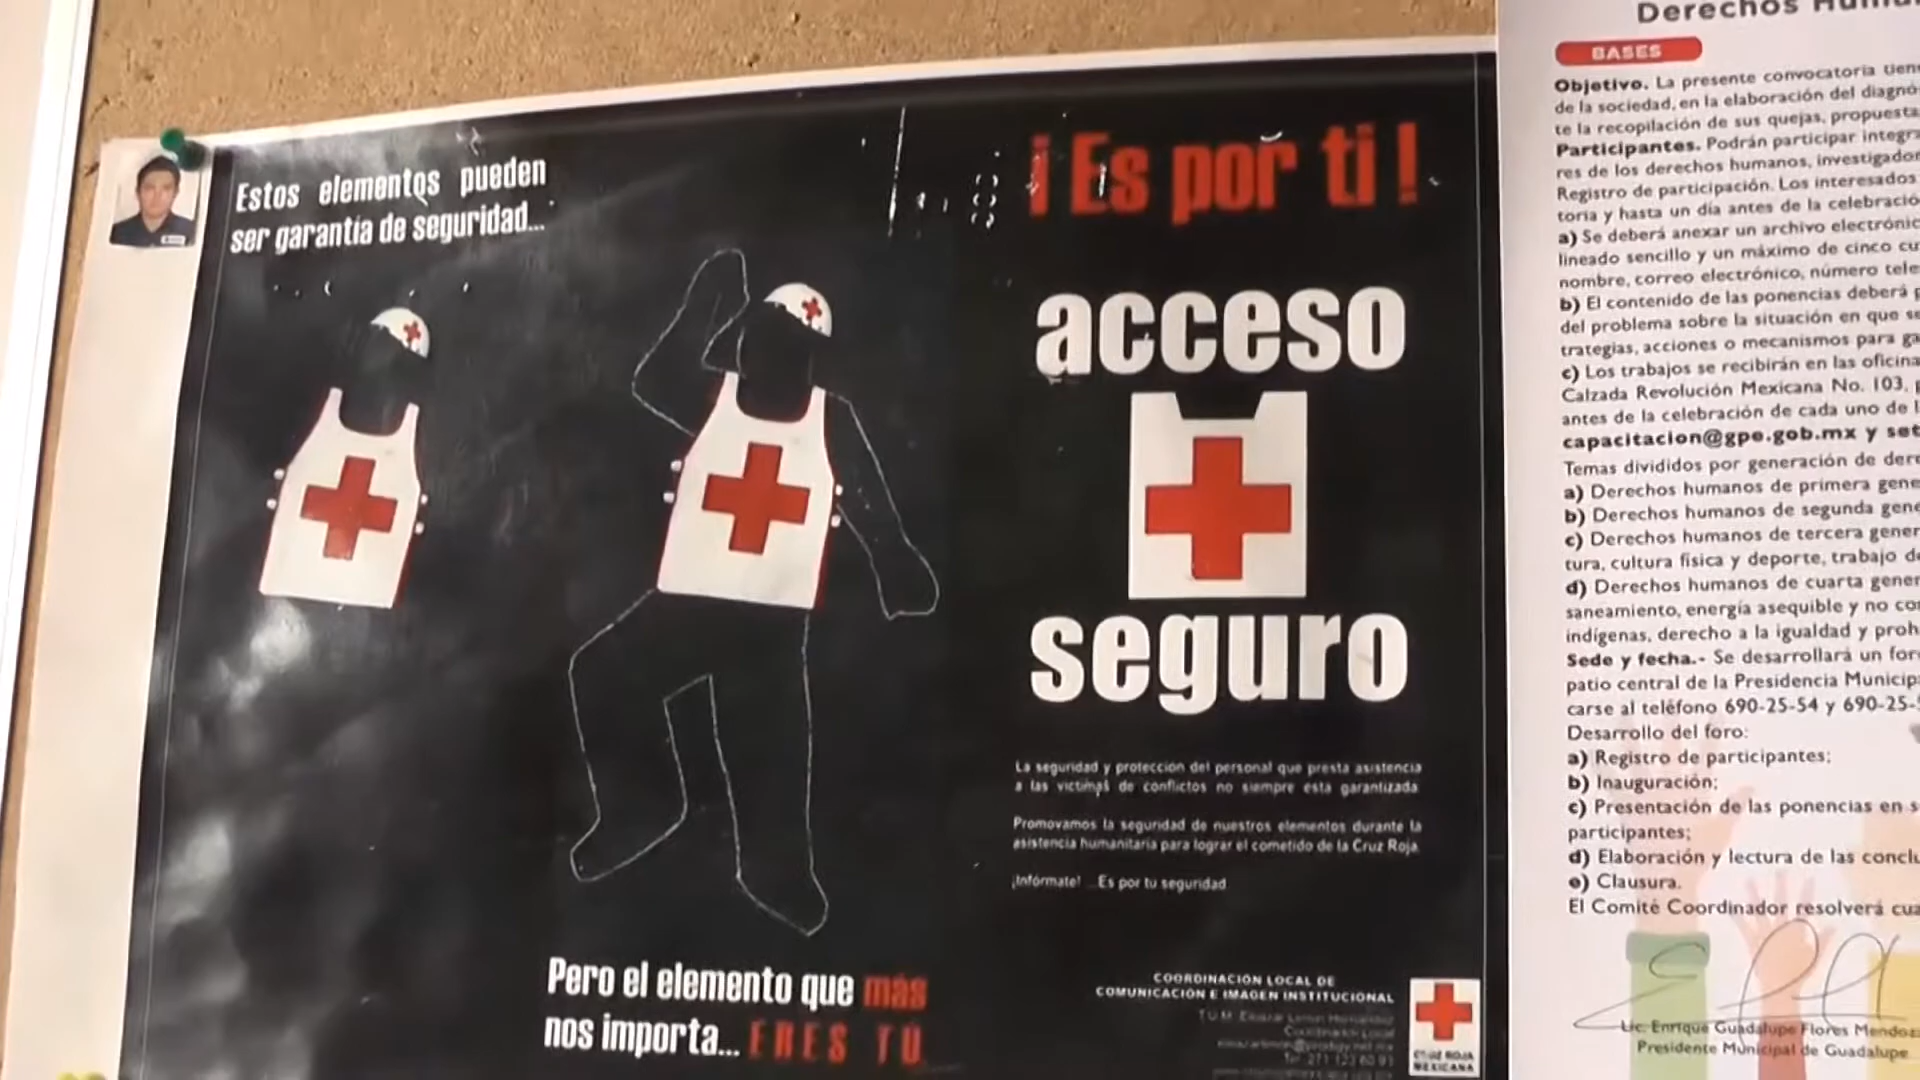 Estos elementos pueden
ser garantía de seguridad...
Pero el elemento que más
nos importa... ERES TÚ
¡Es por ti!
acceso
seguro
La seguridad y protección del personal que presta asistencia
a las víctimas de conflictos no siempre está garantizada
Promovamos la seguridad de nuestros elementos durante la
asistencia humanitaria para lograr el cometido de la Cruz Roja
¡Infórmate! ...Es por tu seguridad
COORDINACIÓN LOCAL DE
COMUNICACIÓN E IMAGEN INSTITUCIONAL
Coordinador Local
CRUZ ROJA
MEXICANA
Derechos
BASES
Objetivo. La presente convocatoria
de la sociedad, en la elaboración del
te la recopilación de sus quejas,
Participantes. Podrán participar
res de los derechos humanos,
Registro de participación. Los interesados
toria y hasta un día antes de la
a) Se deberá anexar un archivo
lineado sencillo y un máximo de cinco
nombre, correo electrónico, número
b) El contenido de las ponencias deberá
del problema sobre la situación en que se
trategias, acciones o mecanismos para
c) Los trabajos se recibirán en las
Calzada Revolución Mexicana No. 103,
antes de la celebración de cada uno de
capacitacion@gpe.gob.mx y
Temas divididos por generación de
a) Derechos humanos de primera
b) Derechos humanos de segunda
c) Derechos humanos de tercera
tura, cultura física y deporte, trabajo
d) Derechos humanos de cuarta
saneamiento, energía asequible y no
indígenas, derecho a la igualdad y
Sede y fecha.- Se desarrollará un
patio central de la Presidencia
carse al teléfono 690-25-54 y
Desarrollo del foro:
a) Registro de participantes;
b) Inauguración;
c) Presentación de las ponencias en
participantes;
d) Elaboración y lectura de las
e) Clausura.
El Comité Coordinador resolverá
Lic. Enrique Guadalupe Flores
Presidente Municipal de Guadalupe